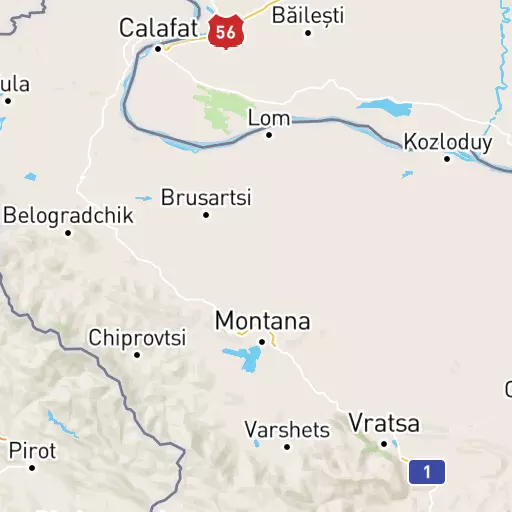 Băilești
Calafat
56
ula
Lom
Kozloduy
Brusartsi
Belogradchik
Montana
Chiprovtsi
Varshets
Vratsa
Pirot
1